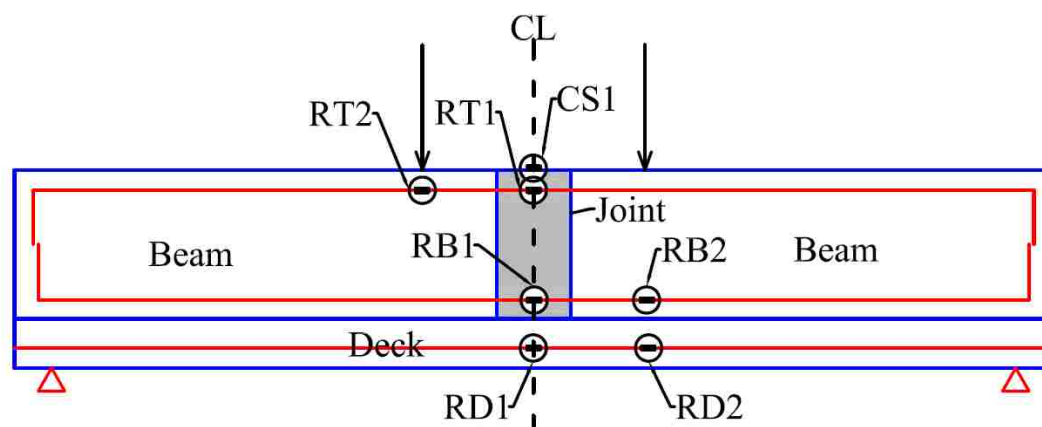 CL
RT2
RT1
CS1
Joint
Beam
RB1
RB2
Beam
Deck
RD1
RD2